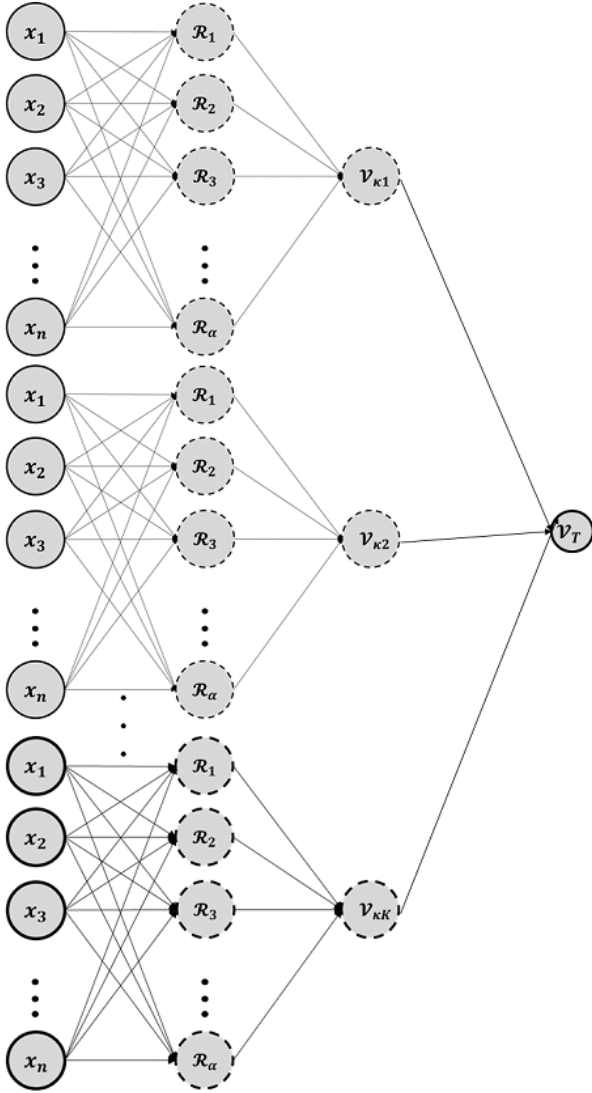 x₁ ℛ₁
x₂ ℛ₂
x₃ ℛ₃ 𝒱κ1
xₙ ℛα
x₁ ℛ₁
x₂ ℛ₂
x₃ ℛ₃ 𝒱κ2 𝒱T
xₙ ℛα
x₁ ℛ₁
x₂ ℛ₂
x₃ ℛ₃ 𝒱κK
xₙ ℛα